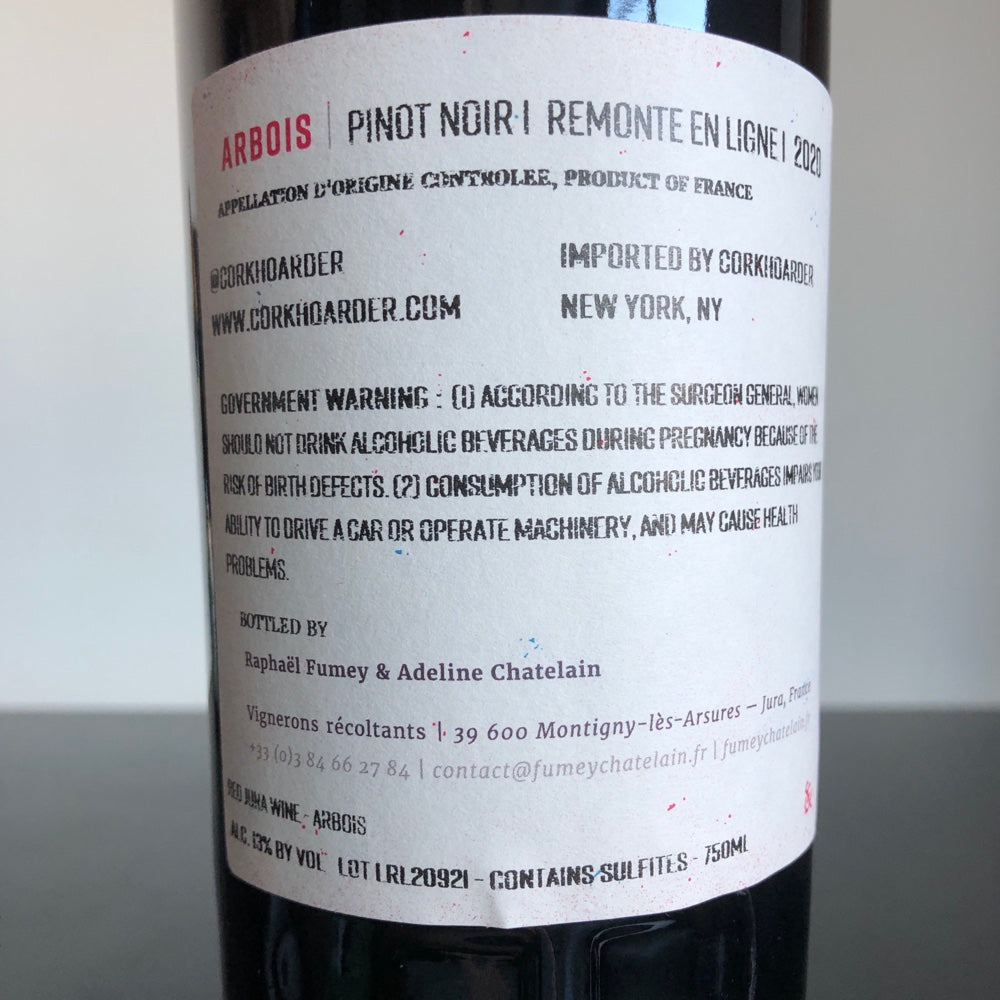 ARBOIS | PINOT NOIR | REMONTE EN LIGNE | 2020
APPELLATION D'ORIGINE CONTROLEE, PRODUCT OF FRANCE
@CORKHOARDER
WWW.CORKHOARDER.COM
IMPORTED BY CORKHOARDER
NEW YORK, NY
GOVERNMENT WARNING : (1) ACCORDING TO THE SURGEON GENERAL, WOMEN
SHOULD NOT DRINK ALCOHOLIC BEVERAGES DURING PREGNANCY BECAUSE OF THE
RISK OF BIRTH DEFECTS. (2) CONSUMPTION OF ALCOHOLIC BEVERAGES IMPAIRS YOUR
ABILITY TO DRIVE A CAR OR OPERATE MACHINERY, AND MAY CAUSE HEALTH
PROBLEMS.
BOTTLED BY
Raphaël Fumey & Adeline Chatelain
Vignerons récoltants | 39 600 Montigny-lès-Arsures – Jura, France
+33 (0)3 84 66 27 84 | contact@fumeychatelain.fr | fumeychatelain.fr
RED JURA WINE - ARBOIS
ALC. 13% BY VOL LOT LRL20921 - CONTAINS SULFITES - 750ML